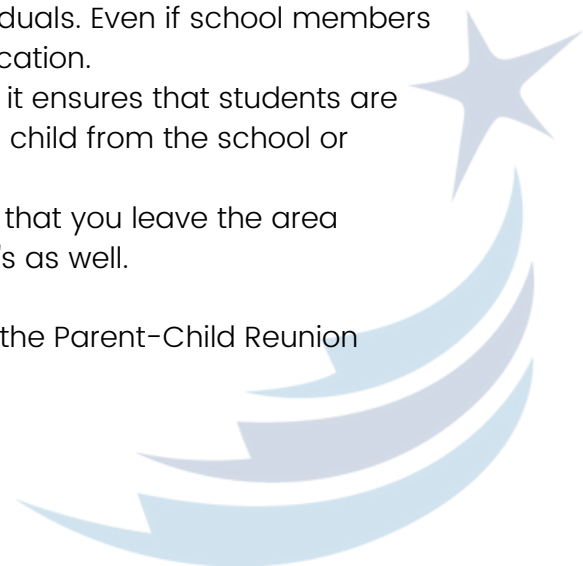 duals. Even if school members
cation.
it ensures that students are
child from the school or
that you leave the area
's as well.
the Parent-Child Reunion